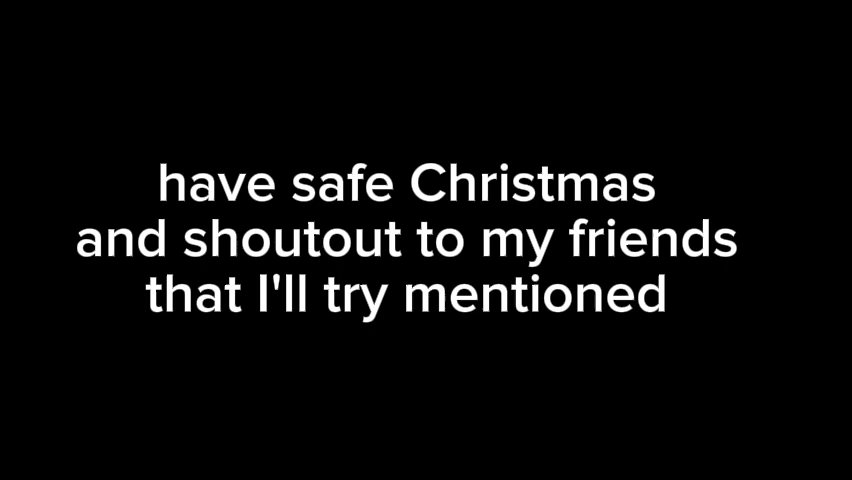 have safe Christmas
and shoutout to my friends
that I'll try mentioned